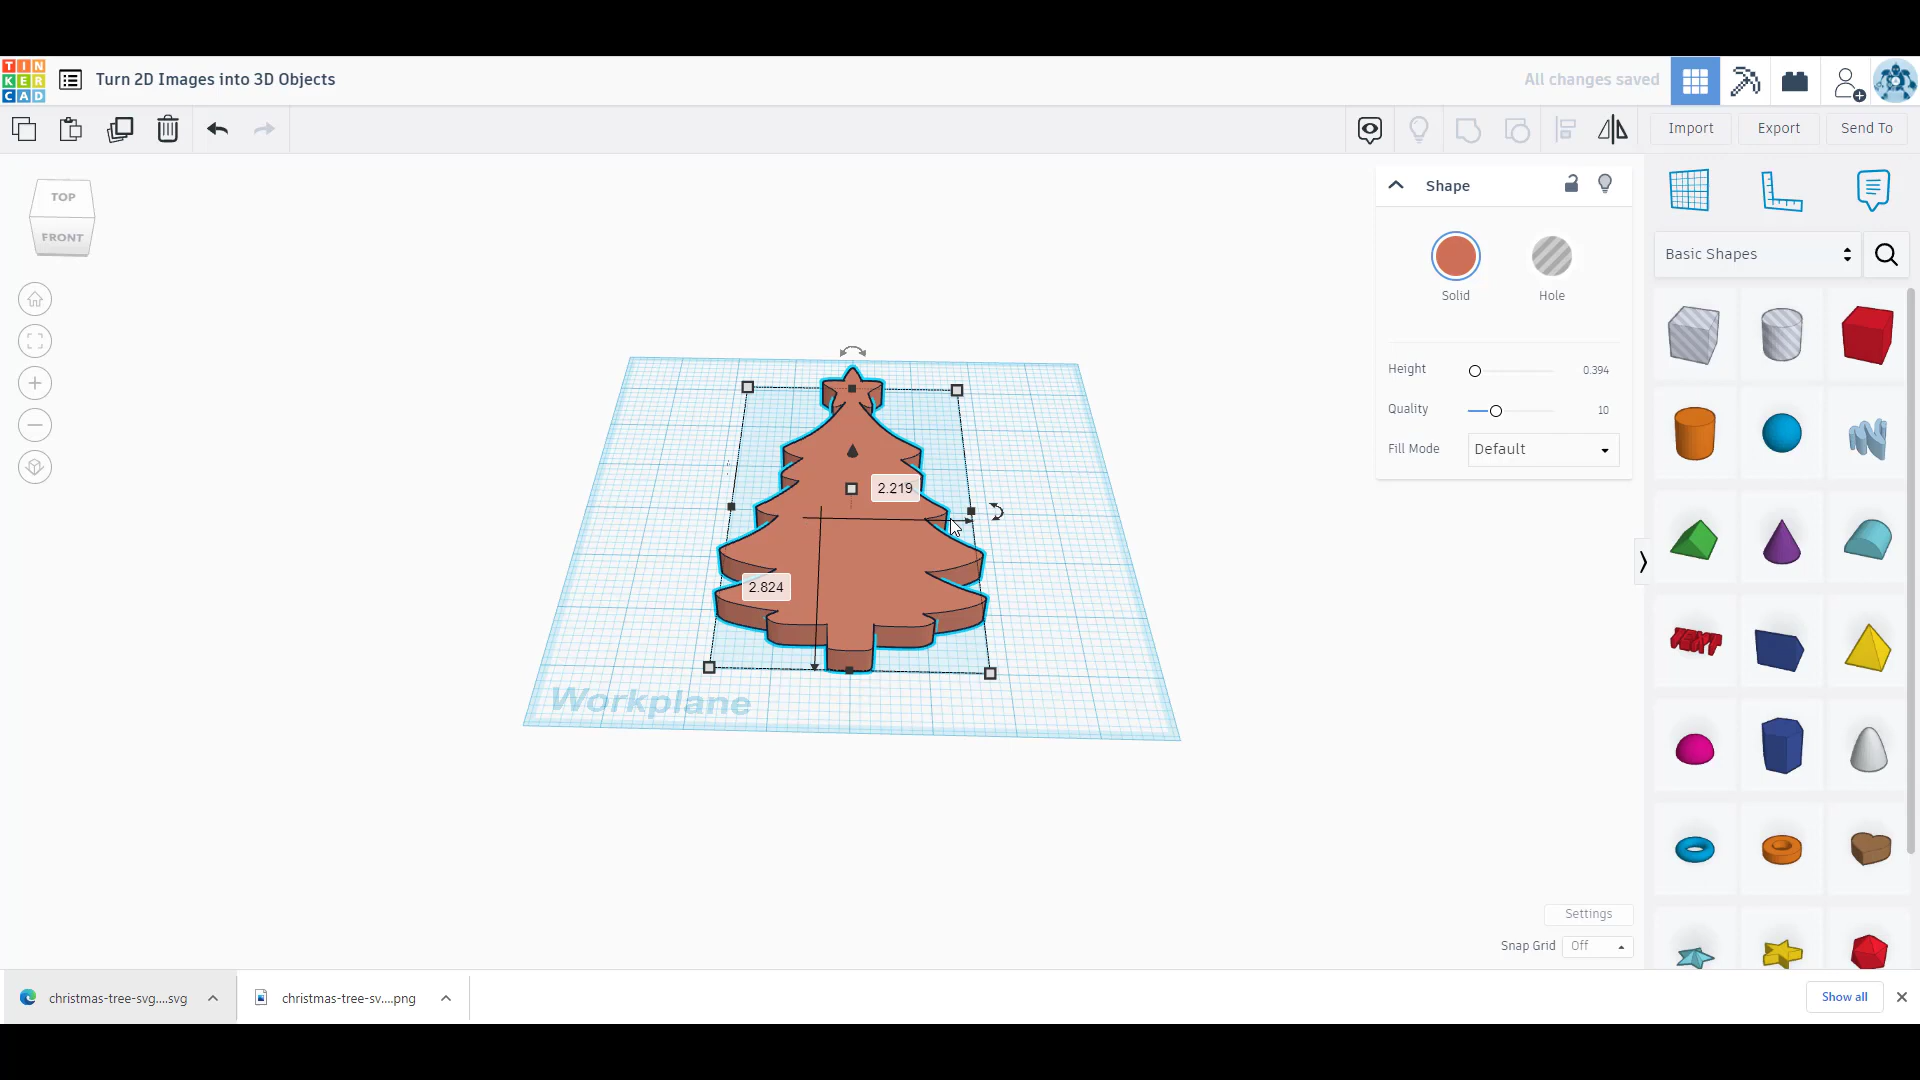 TIN
KER
CAD
Turn 2D Images into 3D Objects
All changes saved
Import
Export
Send To
TOP
FRONT
Shape
Solid
Hole
Height
0.394
Quality
10
Fill Mode
Default
Basic Shapes
TEXT
2.219
2.824
Workplane
Settings
Snap Grid
Off
christmas-tree-svg....svg
christmas-tree-sv....png
Show all